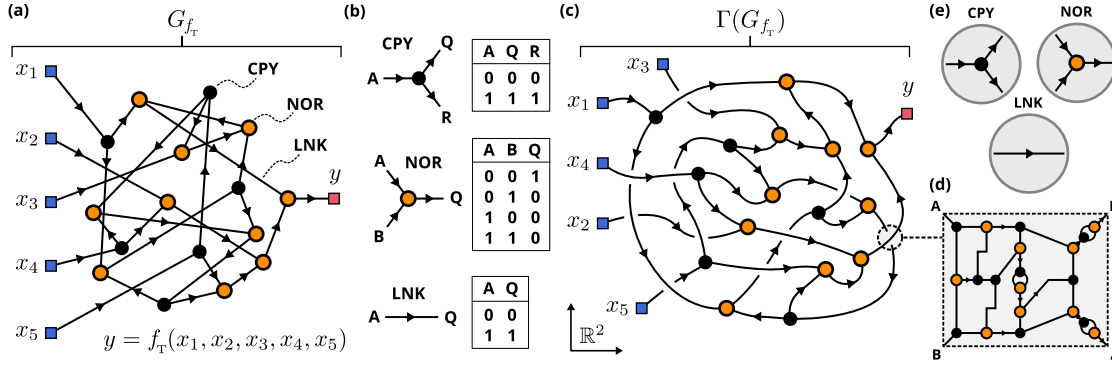 (a)
G_{f_T}
x_1
x_2
x_3
x_4
x_5
CPY
NOR
LNK
y
y = f_T(x_1, x_2, x_3, x_4, x_5)
(b)
CPY
A
Q
R
A Q R
0 0 0
1 1 1
A
NOR
Q
B
A B Q
0 0 1
0 1 0
1 0 0
1 1 0
LNK
A
Q
A Q
0 0
1 1
(c)
Γ(G_{f_T})
x_3
x_1
x_4
x_2
x_5
y
ℝ^2
(e)
CPY
NOR
LNK
(d)
A
B